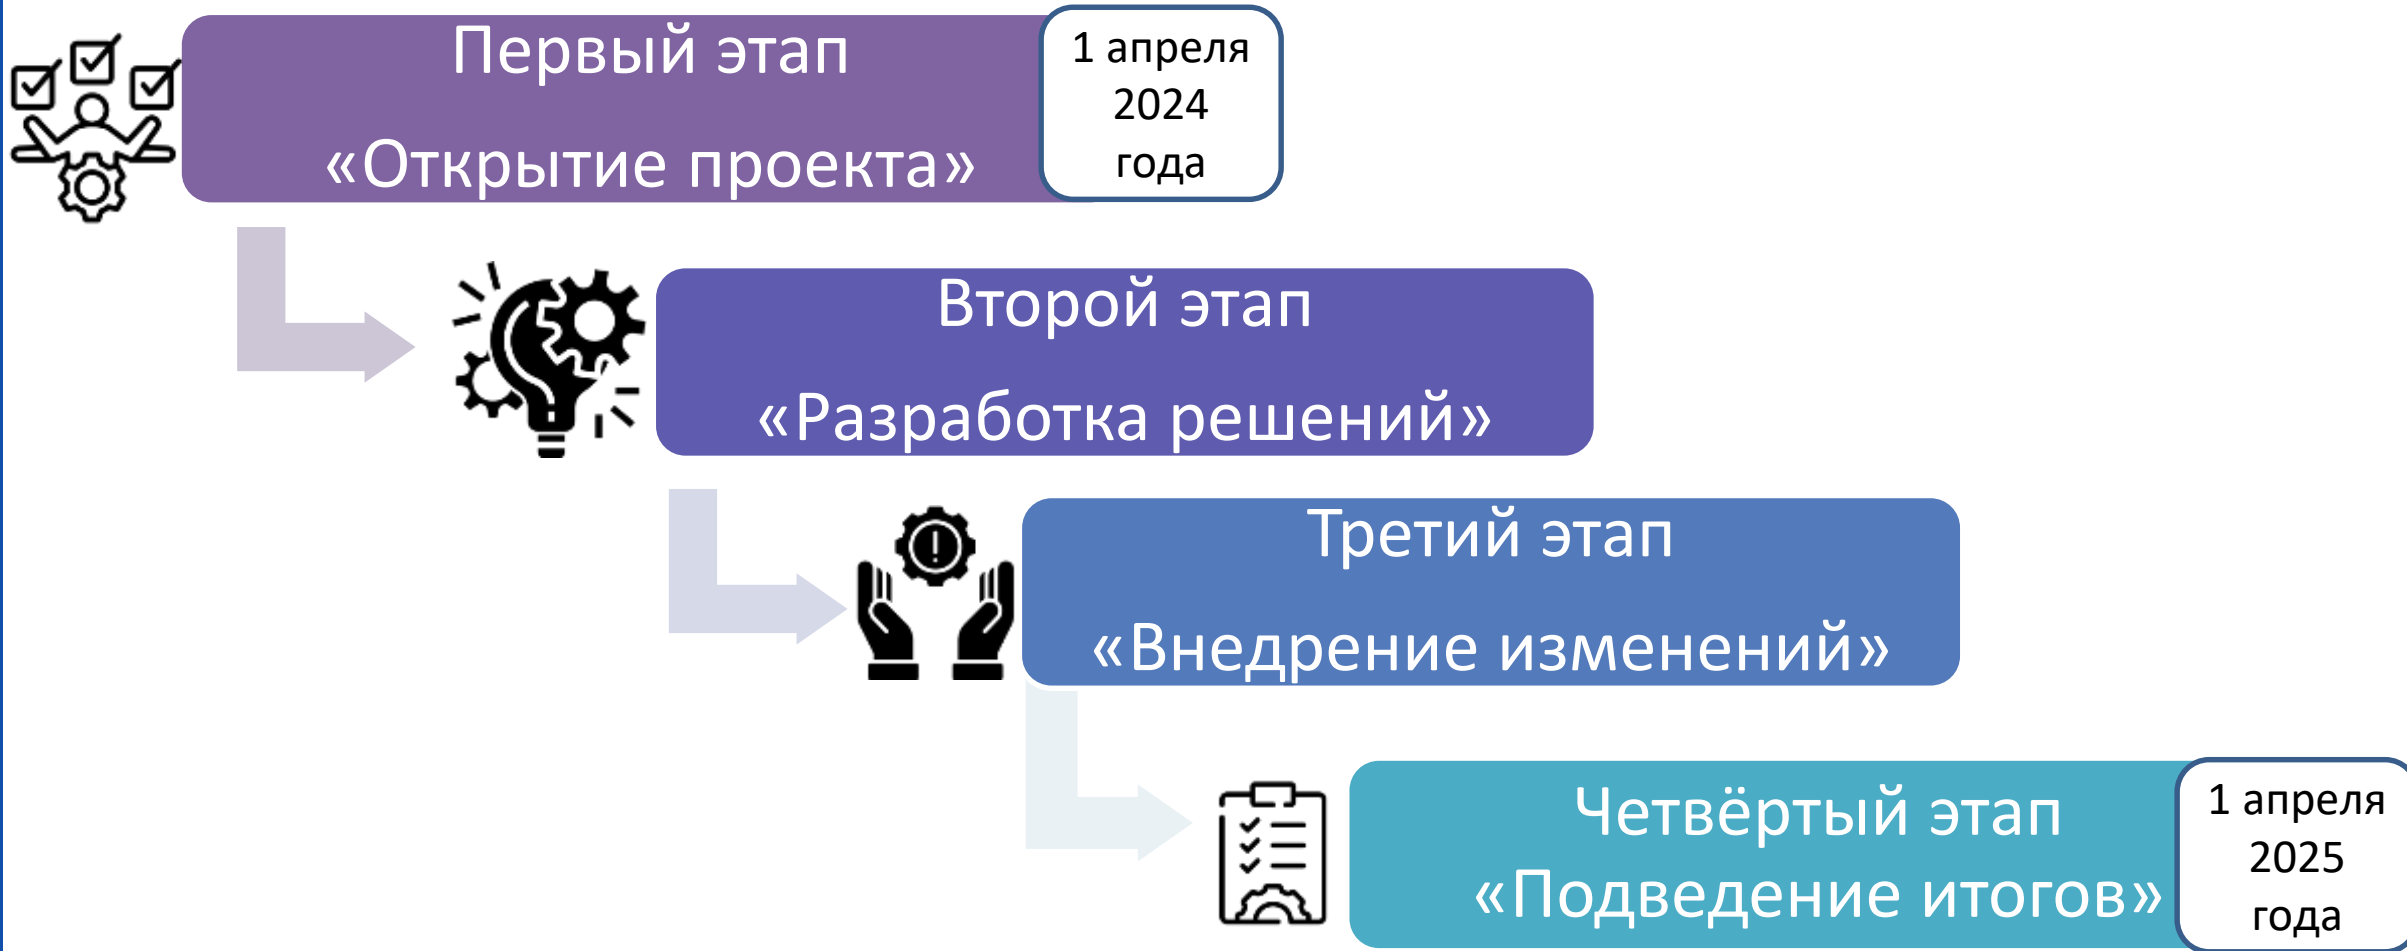 Первый этап
«Открытие проекта»
1 апреля
2024
года
Второй этап
«Разработка решений»
Третий этап
«Внедрение изменений»
Четвёртый этап
«Подведение итогов»
1 апреля
2025
года